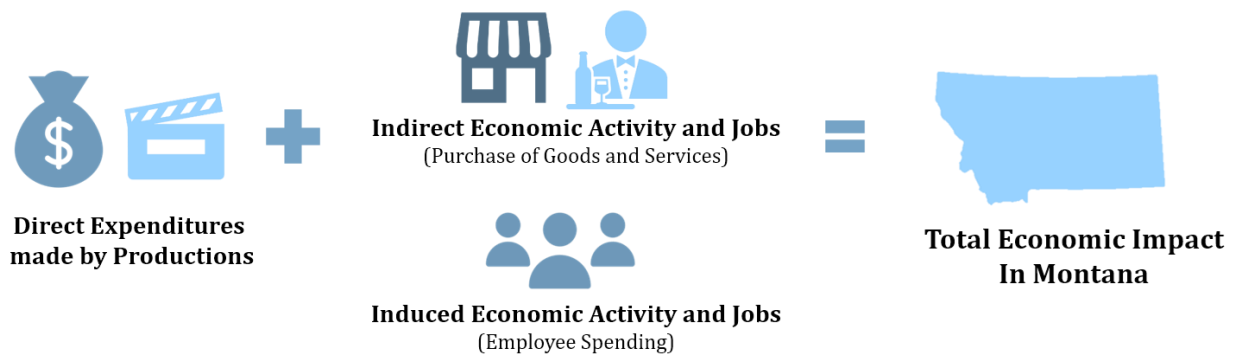 $
Direct Expenditures
made by Productions
+
Indirect Economic Activity and Jobs
(Purchase of Goods and Services)
Induced Economic Activity and Jobs
(Employee Spending)
=
Total Economic Impact
In Montana